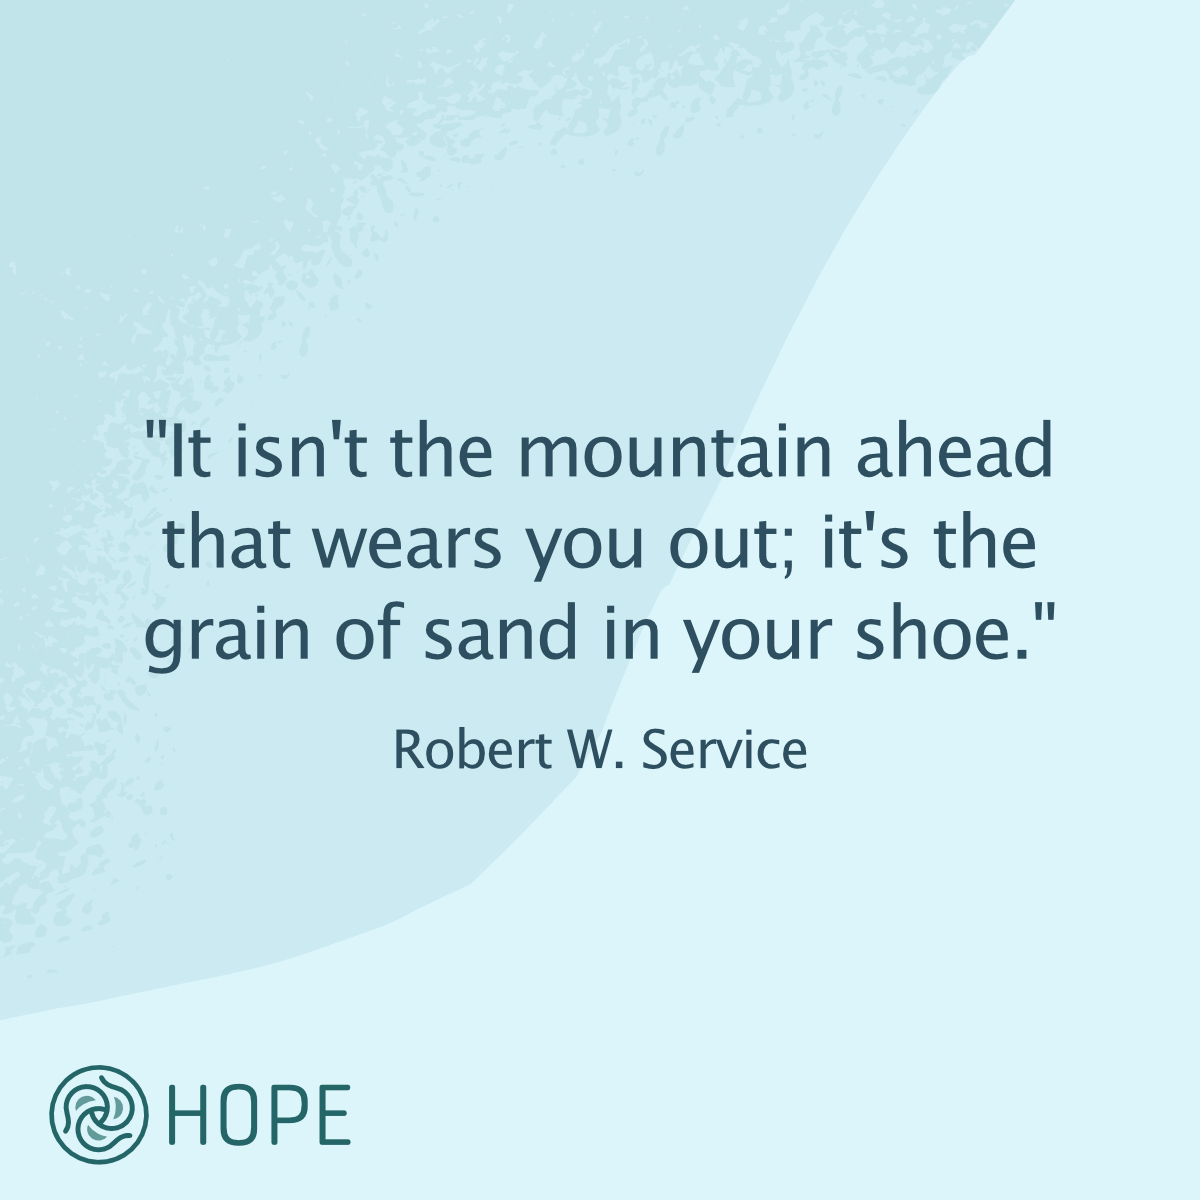 "It isn't the mountain ahead
that wears you out; it's the
grain of sand in your shoe."
Robert W. Service
HOPE